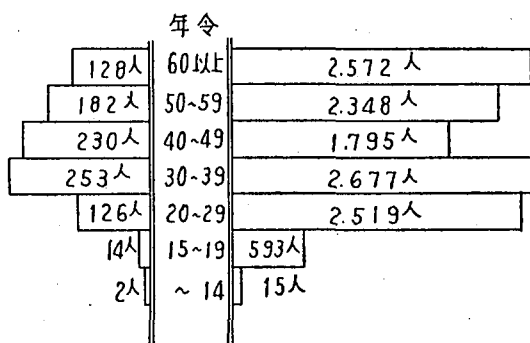 年令
128人 60以上 2.572人
182人 50~59 2.348人
230人 40~49 1.795人
253人 30~39 2.677人
126人 20~29 2.519人
14人 15~19 593人
2人 ~14 15人